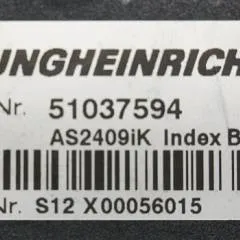 UNGHEINRICH
Nr. 51037594
AS2409iK Index B
Nr. S12 X00056015